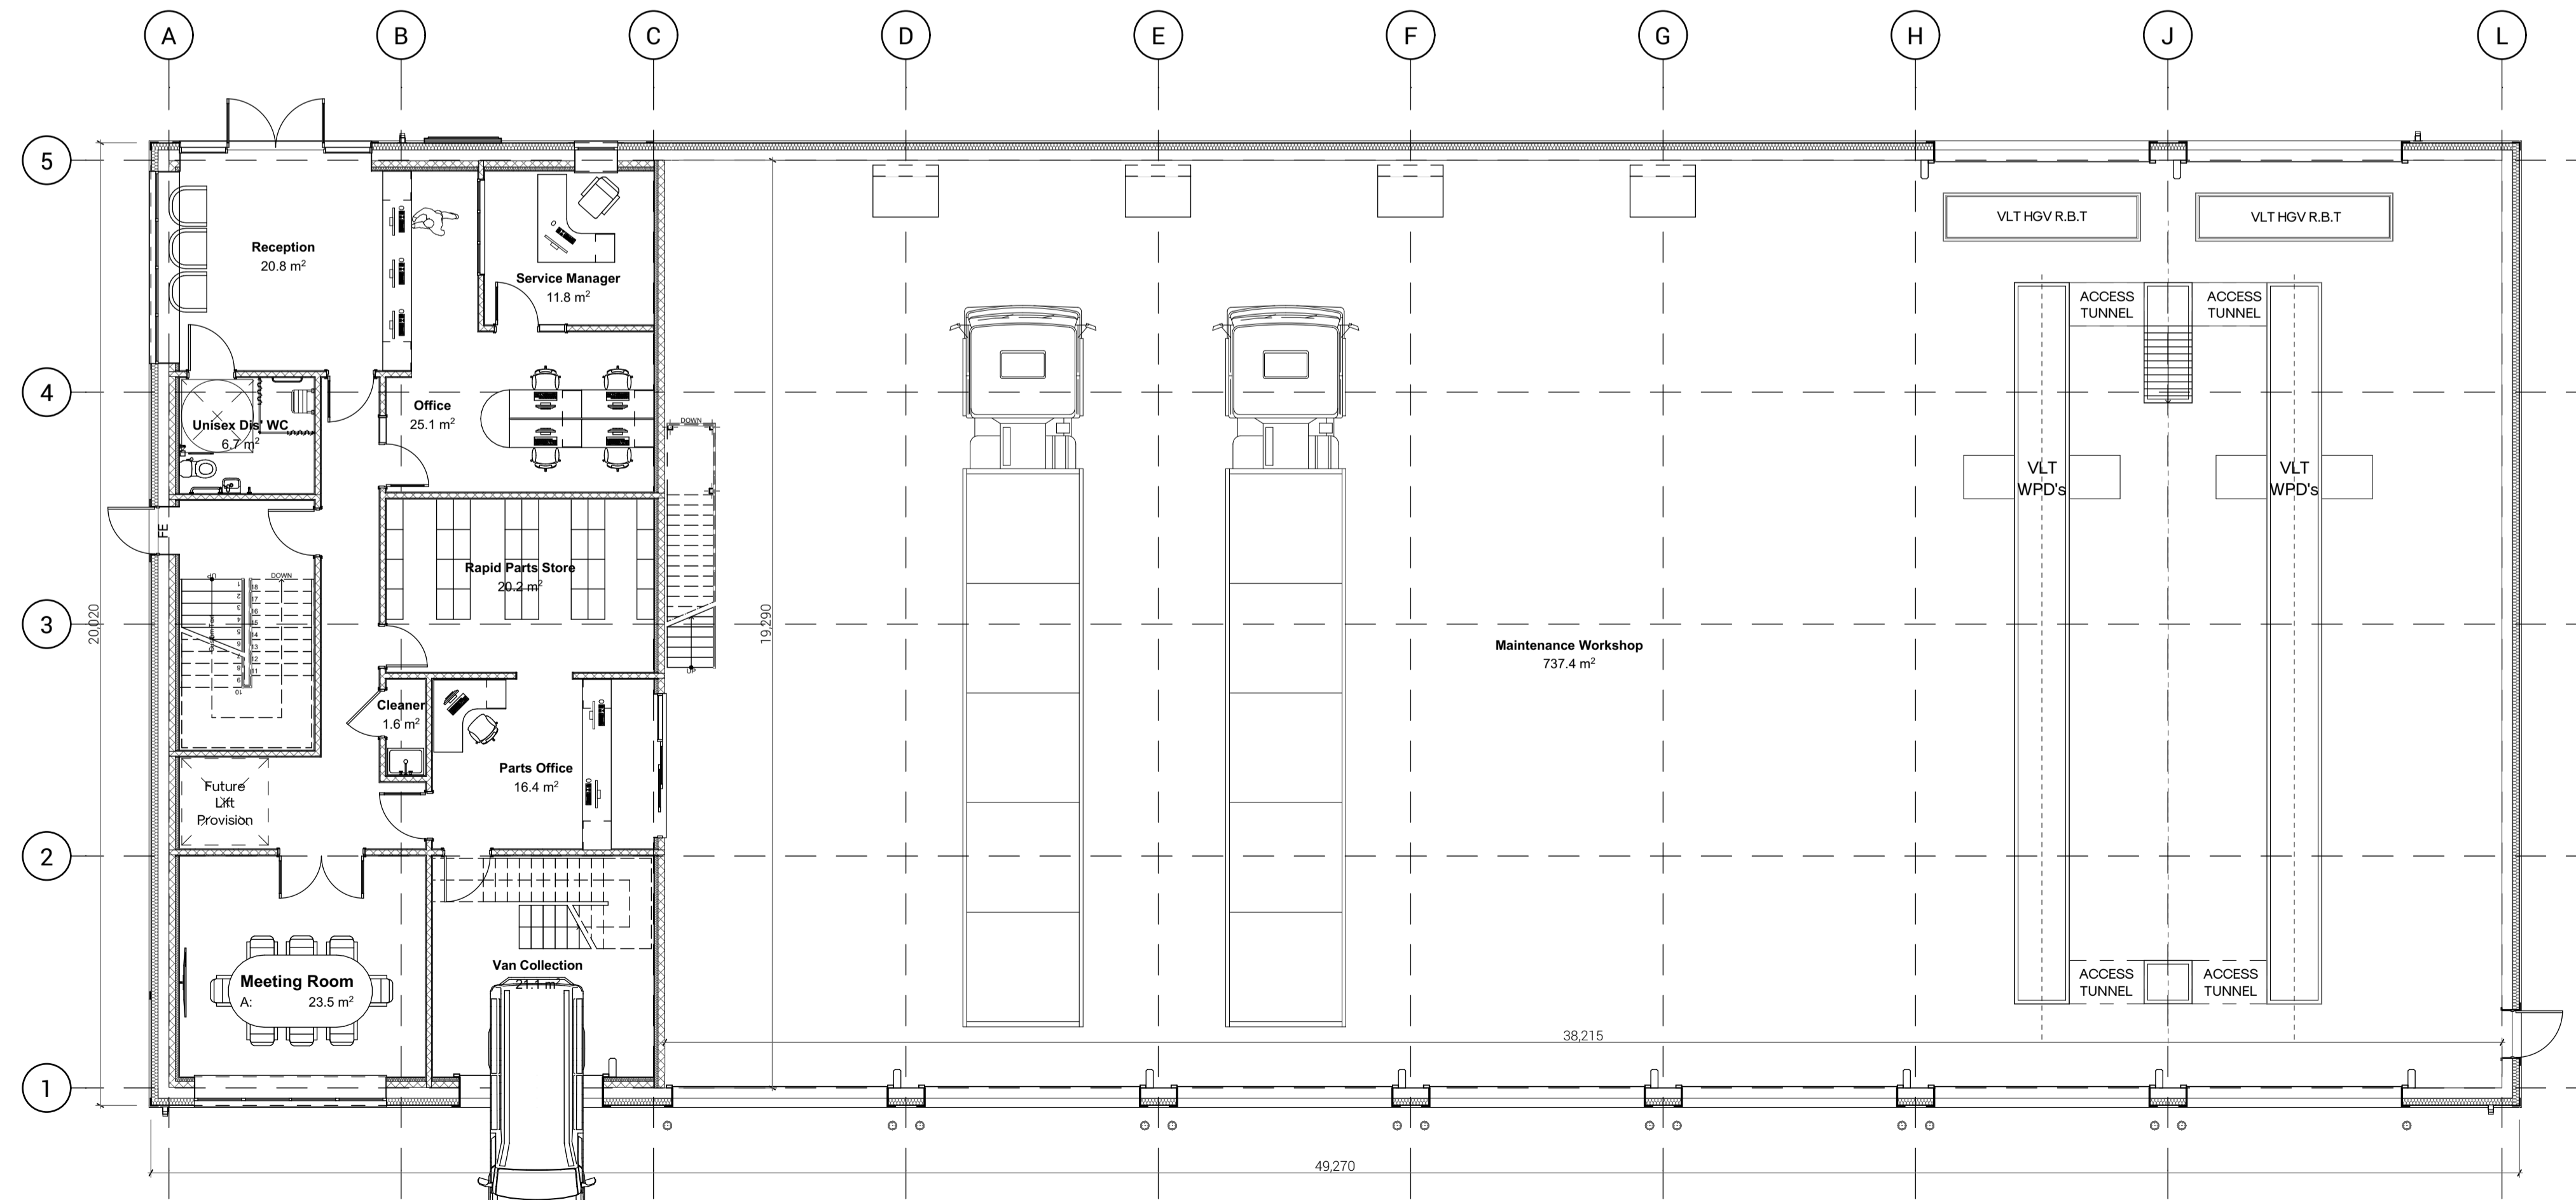 A
B
C
D
E
F
G
H
J
L
5
4
3
2
1
Reception
20.8 m²
Service Manager
11.8 m²
Office
25.1 m²
Unisex Dis' WC
6.7 m²
FE
UP
DOWN
DOWN
UP
Rapid Parts Store
20.2 m²
Cleaner
1.6 m²
Parts Office
16.4 m²
Future
Lift
Provision
Meeting Room
A: 23.5 m²
Van Collection
21.1 m²
Maintenance Workshop
737.4 m²
VLT HGV R.B.T
VLT HGV R.B.T
ACCESS
TUNNEL
ACCESS
TUNNEL
VLT
WPD's
VLT
WPD's
ACCESS
TUNNEL
ACCESS
TUNNEL
20,020
19,290
38,215
49,270